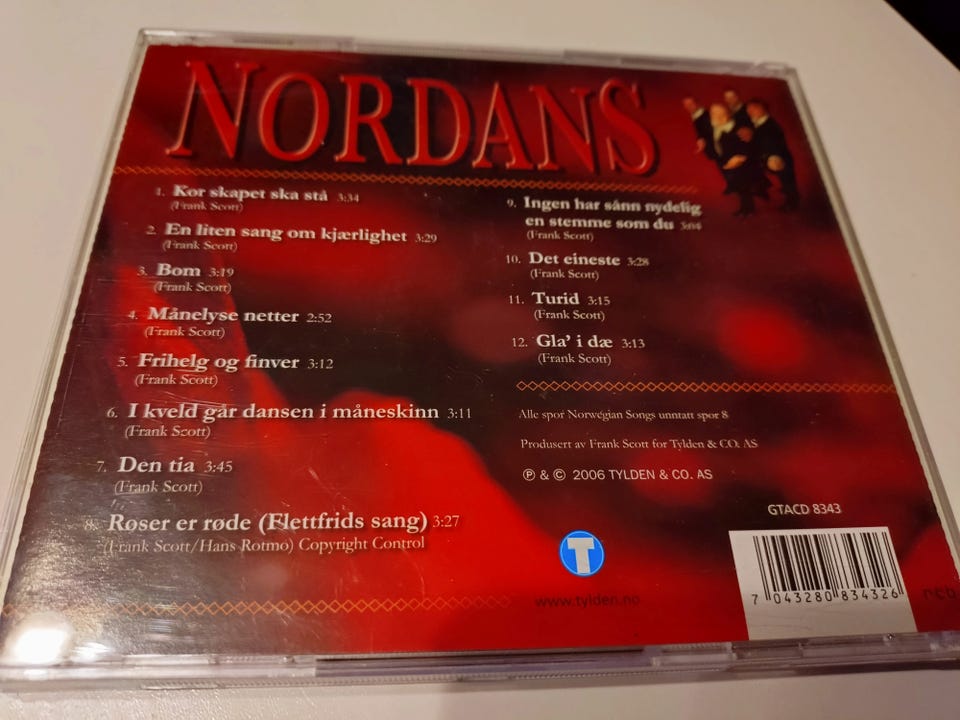 NORDANS
1. Kor skapet ska stå 3:34
(Frank Scott)
2. En liten sang om kjærlighet 3:29
(Frank Scott)
3. Bom 3:19
(Frank Scott)
4. Månelyse netter 2:52
(Frank Scott)
5. Frihelg og finver 3:12
(Frank Scott)
6. I kveld går dansen i måneskinn 3:11
(Frank Scott)
7. Den tia 3:45
(Frank Scott)
8. Røser er røde (Flettfrids sang) 3:27
(Frank Scott/Hans Rotmo) Copyright Control
9. Ingen har sånn nydelig
en stemme som du 3:04
(Frank Scott)
10. Det eineste 3:28
(Frank Scott)
11. Turid 3:15
(Frank Scott)
12. Gla' i dæ 3:13
(Frank Scott)
Alle spor Norwegian Songs unntatt spor 8
Produsert av Frank Scott for Tylden & CO. AS
℗ & © 2006 TYLDEN & CO. AS
GTACD 8343
T
www.tylden.no
7 043280 834326